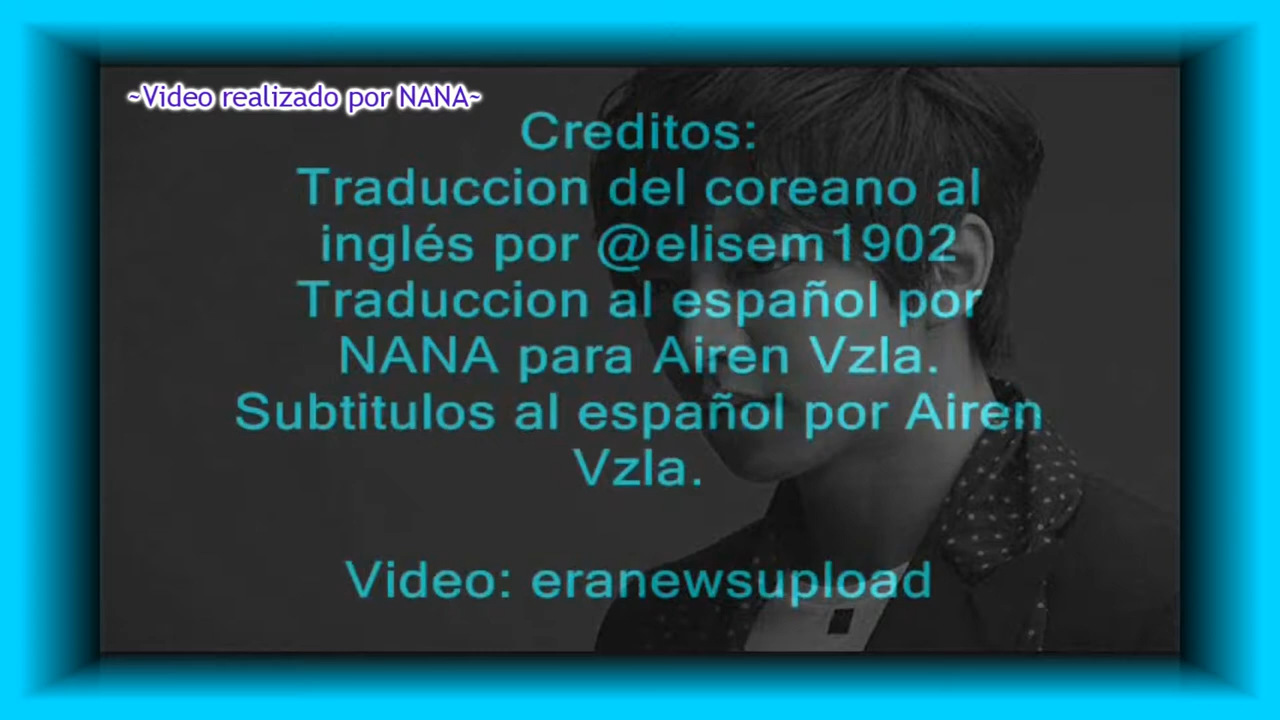 ~Video realizado por NANA~
Creditos:
Traduccion del coreano al
inglés por @elisem1902
Traduccion al español por
NANA para Airen Vzla.
Subtitulos al español por Airen
Vzla.
Video: eranewsupload